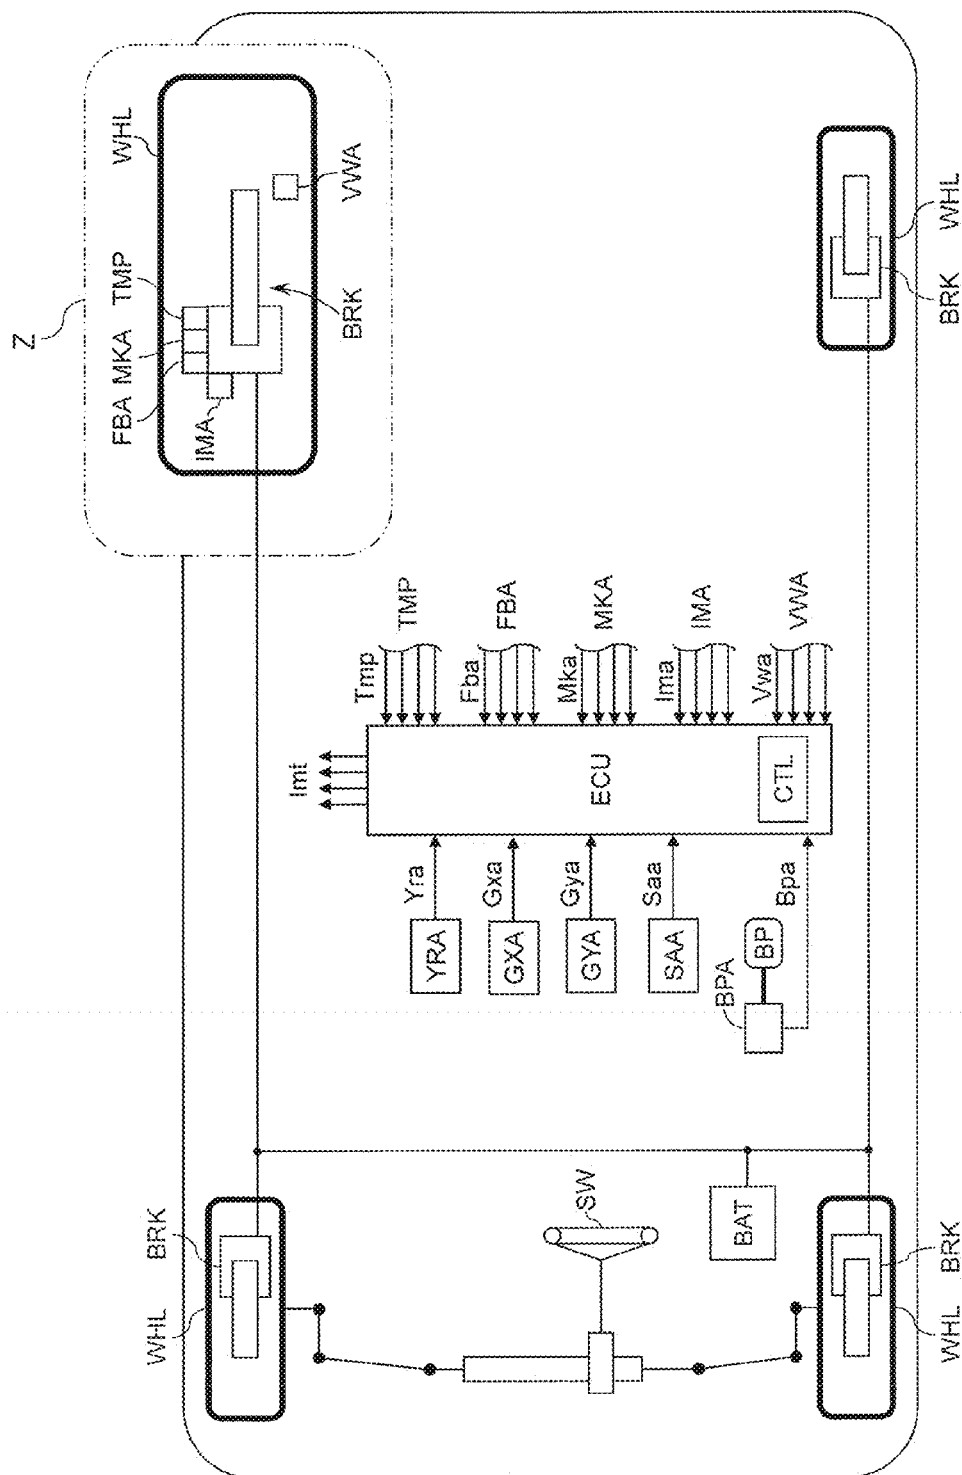 Z
WHL
TMP
MKA
FBA
IMA
BRK
VWA
WHL
BRK
TMP
FBA
MKA
IMA
VWA
Tmp
Fba
Mka
Ima
Vwa
Imt
ECU
CTL
Yra
Gxa
Gya
Saa
Bpa
YRA
GXA
GYA
SAA
BP
BPA
SW
BAT
BRK
WHL
BRK
WHL